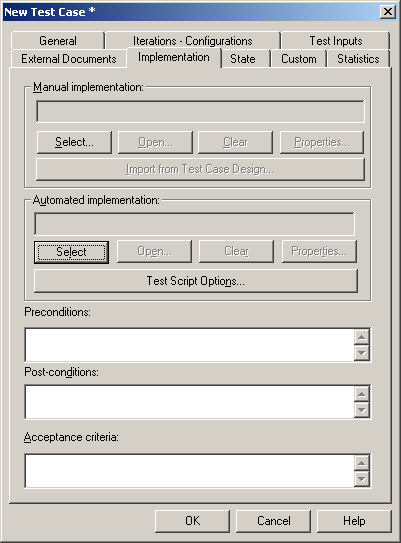 New Test Case *
General Iterations - Configurations Test Inputs
External Documents Implementation State Custom Statistics
Manual implementation:
Select... Open... Clear Properties...
Import from Test Case Design...
Automated implementation:
Select Open... Clear Properties...
Test Script Options...
Preconditions:
Post-conditions:
Acceptance criteria:
OK Cancel Help